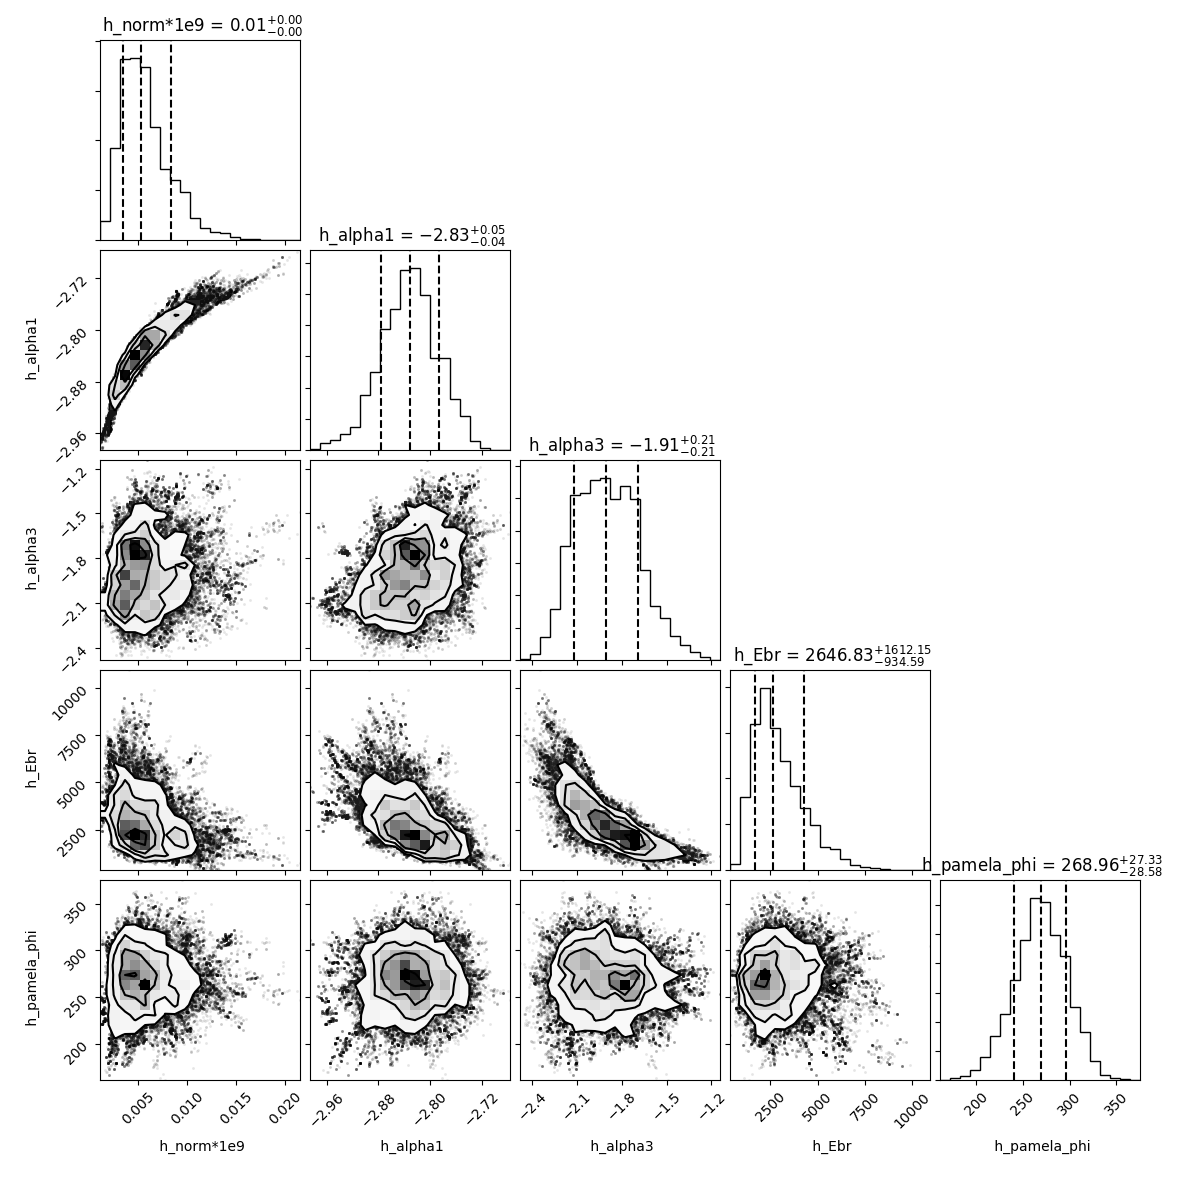 h_norm*1e9 = 0.01+0.00 −0.00
h_alpha1 = −2.83+0.05 −0.04
−2.72
−2.80
−2.88
−2.96
h_alpha1
h_alpha3 = −1.91+0.21 −0.21
−1.2
−1.5
−1.8
−2.1
−2.4
h_alpha3
h_Ebr = 2646.83+1612.15 −934.59
10000
7500
5000
2500
h_Ebr
h_pamela_phi = 268.96+27.33 −28.58
350
300
250
200
h_pamela_phi
0.005 0.010 0.015 0.020
−2.96 −2.88 −2.80 −2.72
−2.4 −2.1 −1.8 −1.5 −1.2
2500 5000 7500 10000
200 250 300 350
h_norm*1e9 h_alpha1 h_alpha3 h_Ebr h_pamela_phi